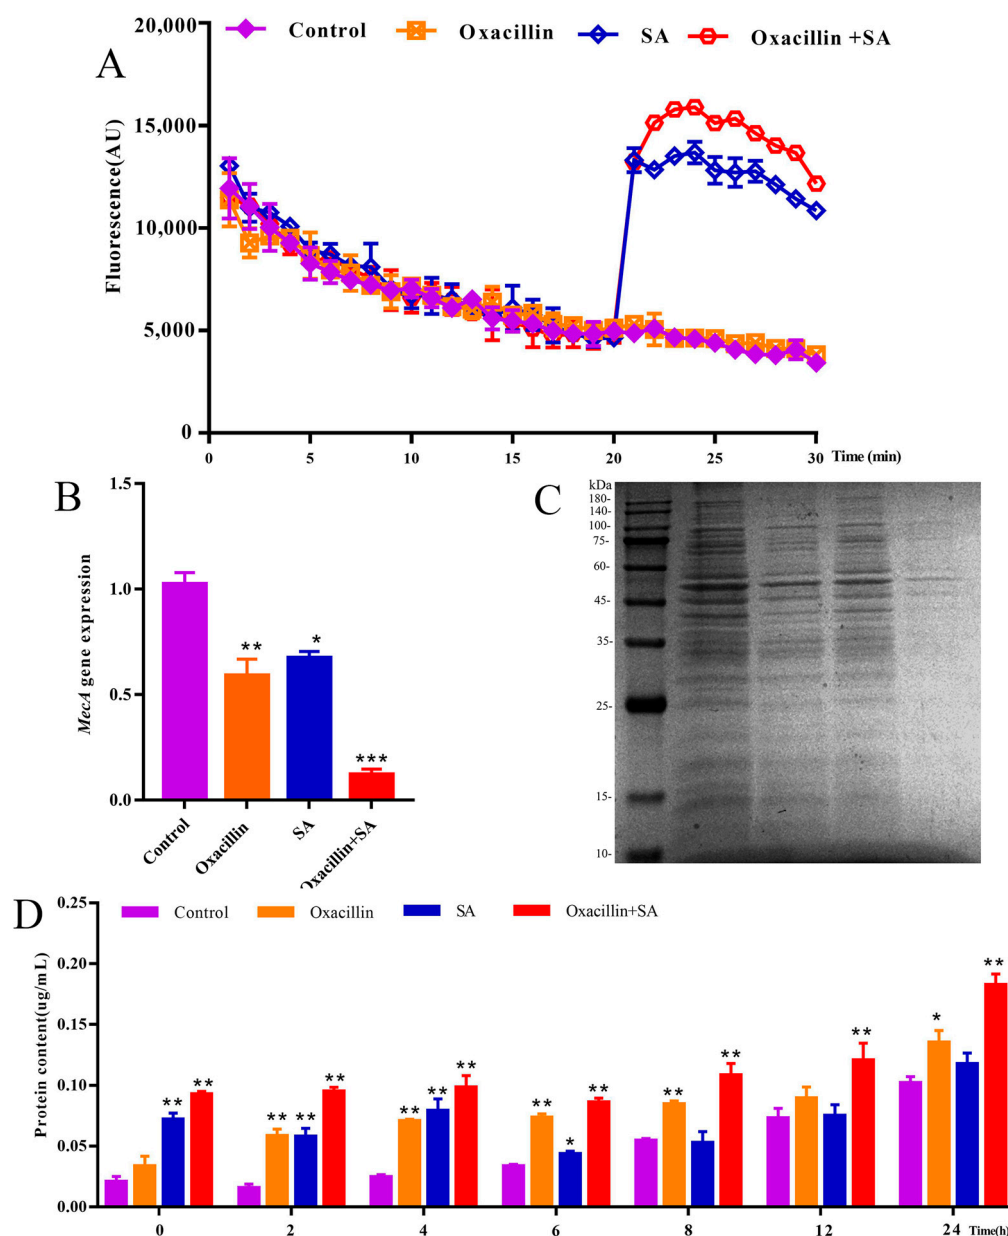 A
Control Oxacillin SA Oxacillin +SA
Fluorescence(AU)
20,000
15,000
10,000
5,000
0
0 5 10 15 20 25 30 Time (min)
B
MecA gene expression
1.5
1.0
0.5
0.0
** * ***
Control Oxacillin SA Oxacillin+SA
C
kDa
180-
140-
100-
75-
60-
45-
35-
25-
15-
10-
D
Control Oxacillin SA Oxacillin+SA
Protein content(ug/mL)
0.25
0.20
0.15
0.10
0.05
0.00
** ** ** ** ** ** ** ** ** * ** ** ** ** * **
0 2 4 6 8 12 24 Time(h)